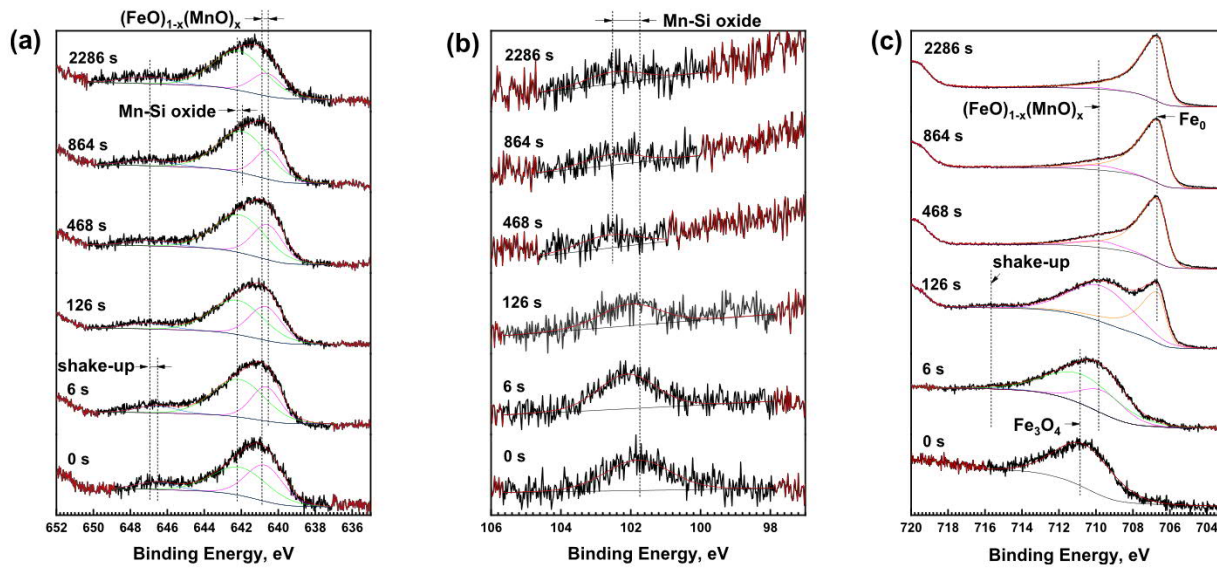 (a)
(FeO)1-x(MnO)x
2286 s
Mn-Si oxide
864 s
468 s
126 s
shake-up
6 s
0 s
652 650 648 646 644 642 640 638 636
Binding Energy, eV
(b)
Mn-Si oxide
2286 s
864 s
468 s
126 s
6 s
0 s
106 104 102 100 98
Binding Energy, eV
(c)
2286 s
(FeO)1-x(MnO)x
Fe0
864 s
468 s
shake-up
126 s
6 s
Fe3O4
0 s
720 718 716 714 712 710 708 706 704
Binding Energy, eV